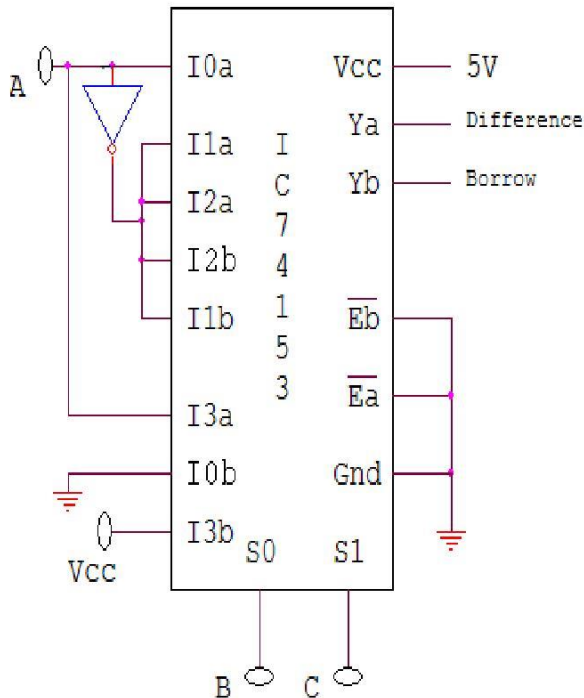 A
I0a
I1a
I2a
I2b
I1b
I3a
I0b
I3b
Vcc
I
C
7
4
1
5
3
Vcc
5V
Ya
Difference
Yb
Borrow
Eb
Ea
Gnd
S0
S1
B
C